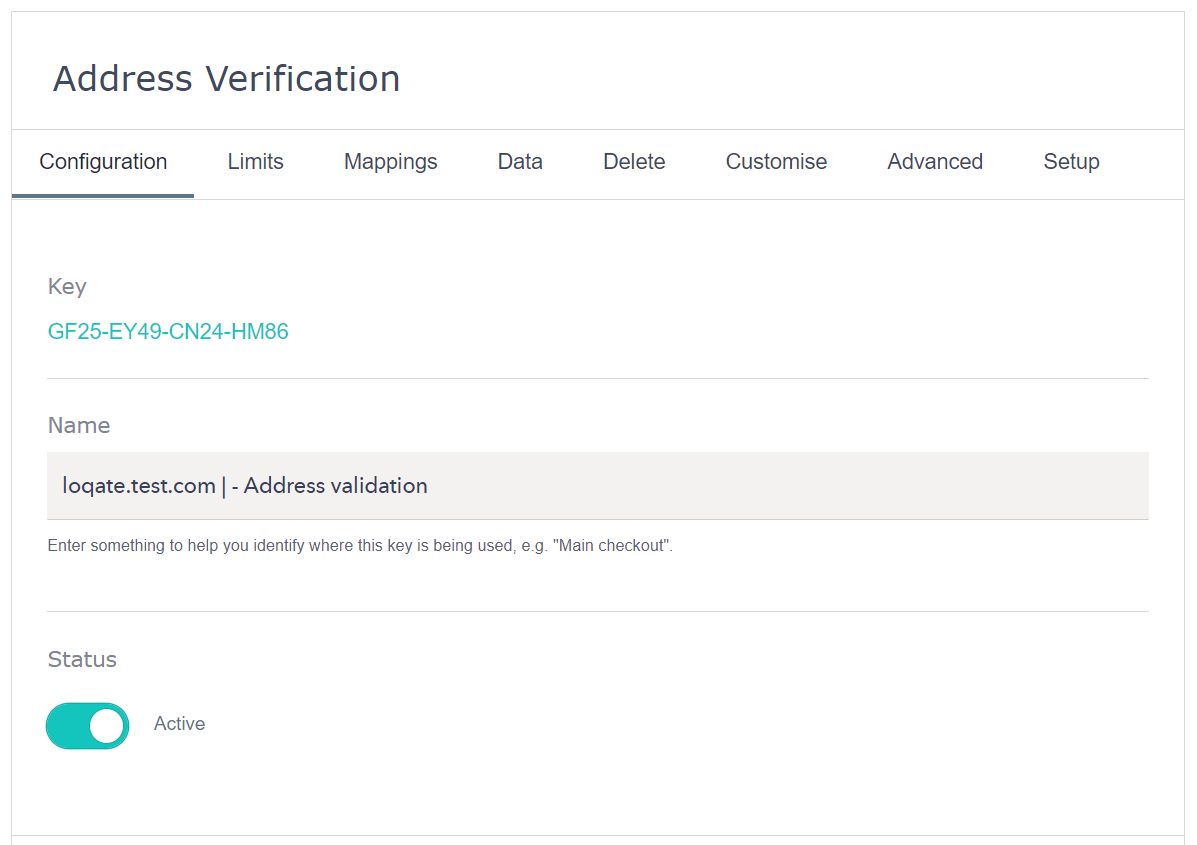 Address Verification
Configuration Limits Mappings Data Delete Customise Advanced Setup
Key
GF25-EY49-CN24-HM86
Name
loqate.test.com | - Address validation
Enter something to help you identify where this key is being used, e.g. "Main checkout".
Status
Active